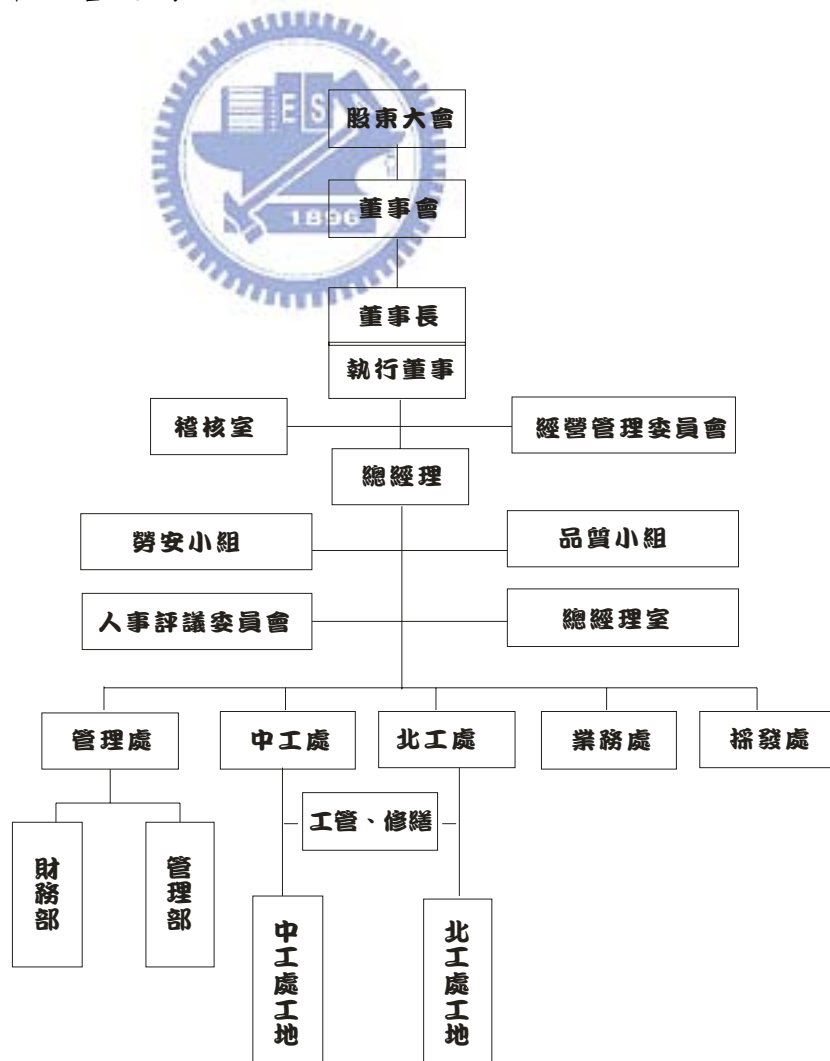 ES
股東大會
1896
董事會
董事長
執行董事
稽核室
經營管理委員會
總經理
勞安小組
品質小組
人事評議委員會
總經理室
管理處
中工處
北工處
業務處
採發處
工管、修繕
財務部
管理部
中工處工地
北工處工地